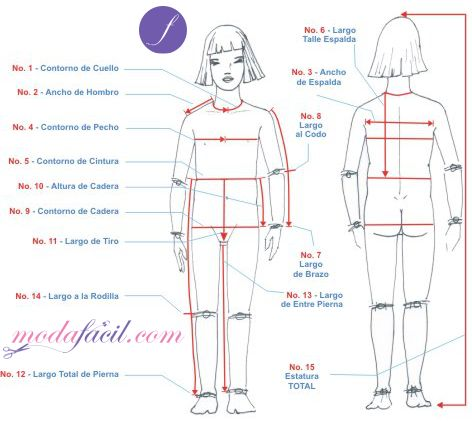 f
No. 1 - Contorno de Cuello
No. 2 - Ancho de Hombro
No. 4 - Contorno de Pecho
No. 5 - Contorno de Cintura
No. 10 - Altura de Cadera
No. 9 - Contorno de Cadera
No. 11 - Largo de Tiro
No. 14 - Largo a la Rodilla
modafácil.com
No. 12 - Largo Total de Pierna
No. 6 - Largo
Talle Espalda
No. 3 - Ancho
de Espalda
No. 8
Largo
al Codo
No. 7
Largo
de Brazo
No. 13 - Largo
de Entre Pierna
No. 15
Estatura
TOTAL